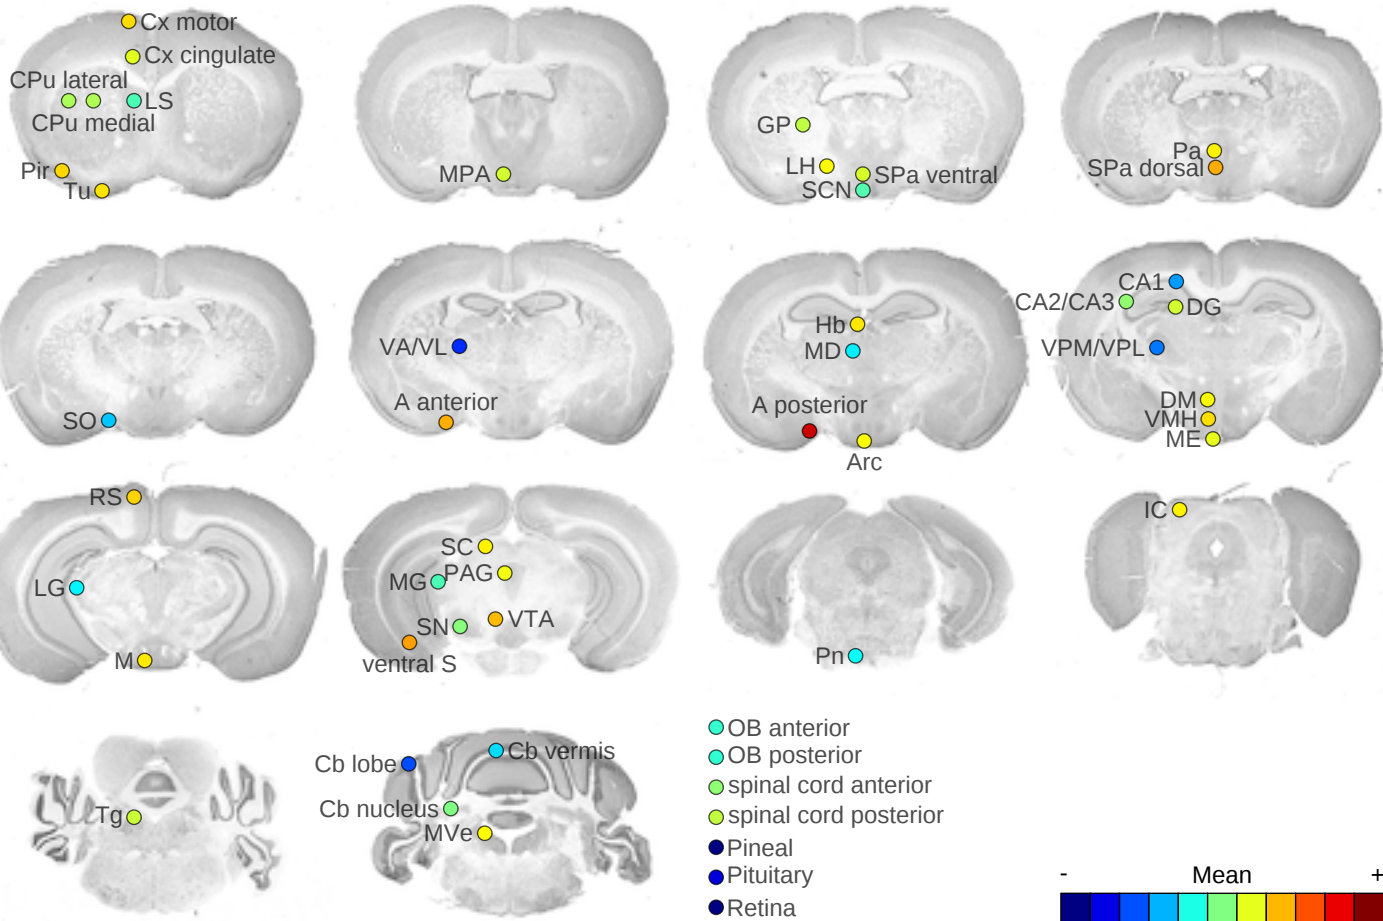 Cx motor
Cx cingulate
CPu lateral
LS
CPu medial
Pir
Tu
MPA
GP
LH
SPa ventral
SCN
Pa
SPa dorsal
SO
VA/VL
A anterior
Hb
MD
A posterior
Arc
CA1
CA2/CA3
DG
VPM/VPL
DM
VMH
ME
RS
LG
M
SC
MG
PAG
SN
VTA
ventral S
Pn
IC
Tg
Cb lobe
Cb vermis
Cb nucleus
MVe
OB anterior
OB posterior
spinal cord anterior
spinal cord posterior
Pineal
Pituitary
Retina
- Mean +